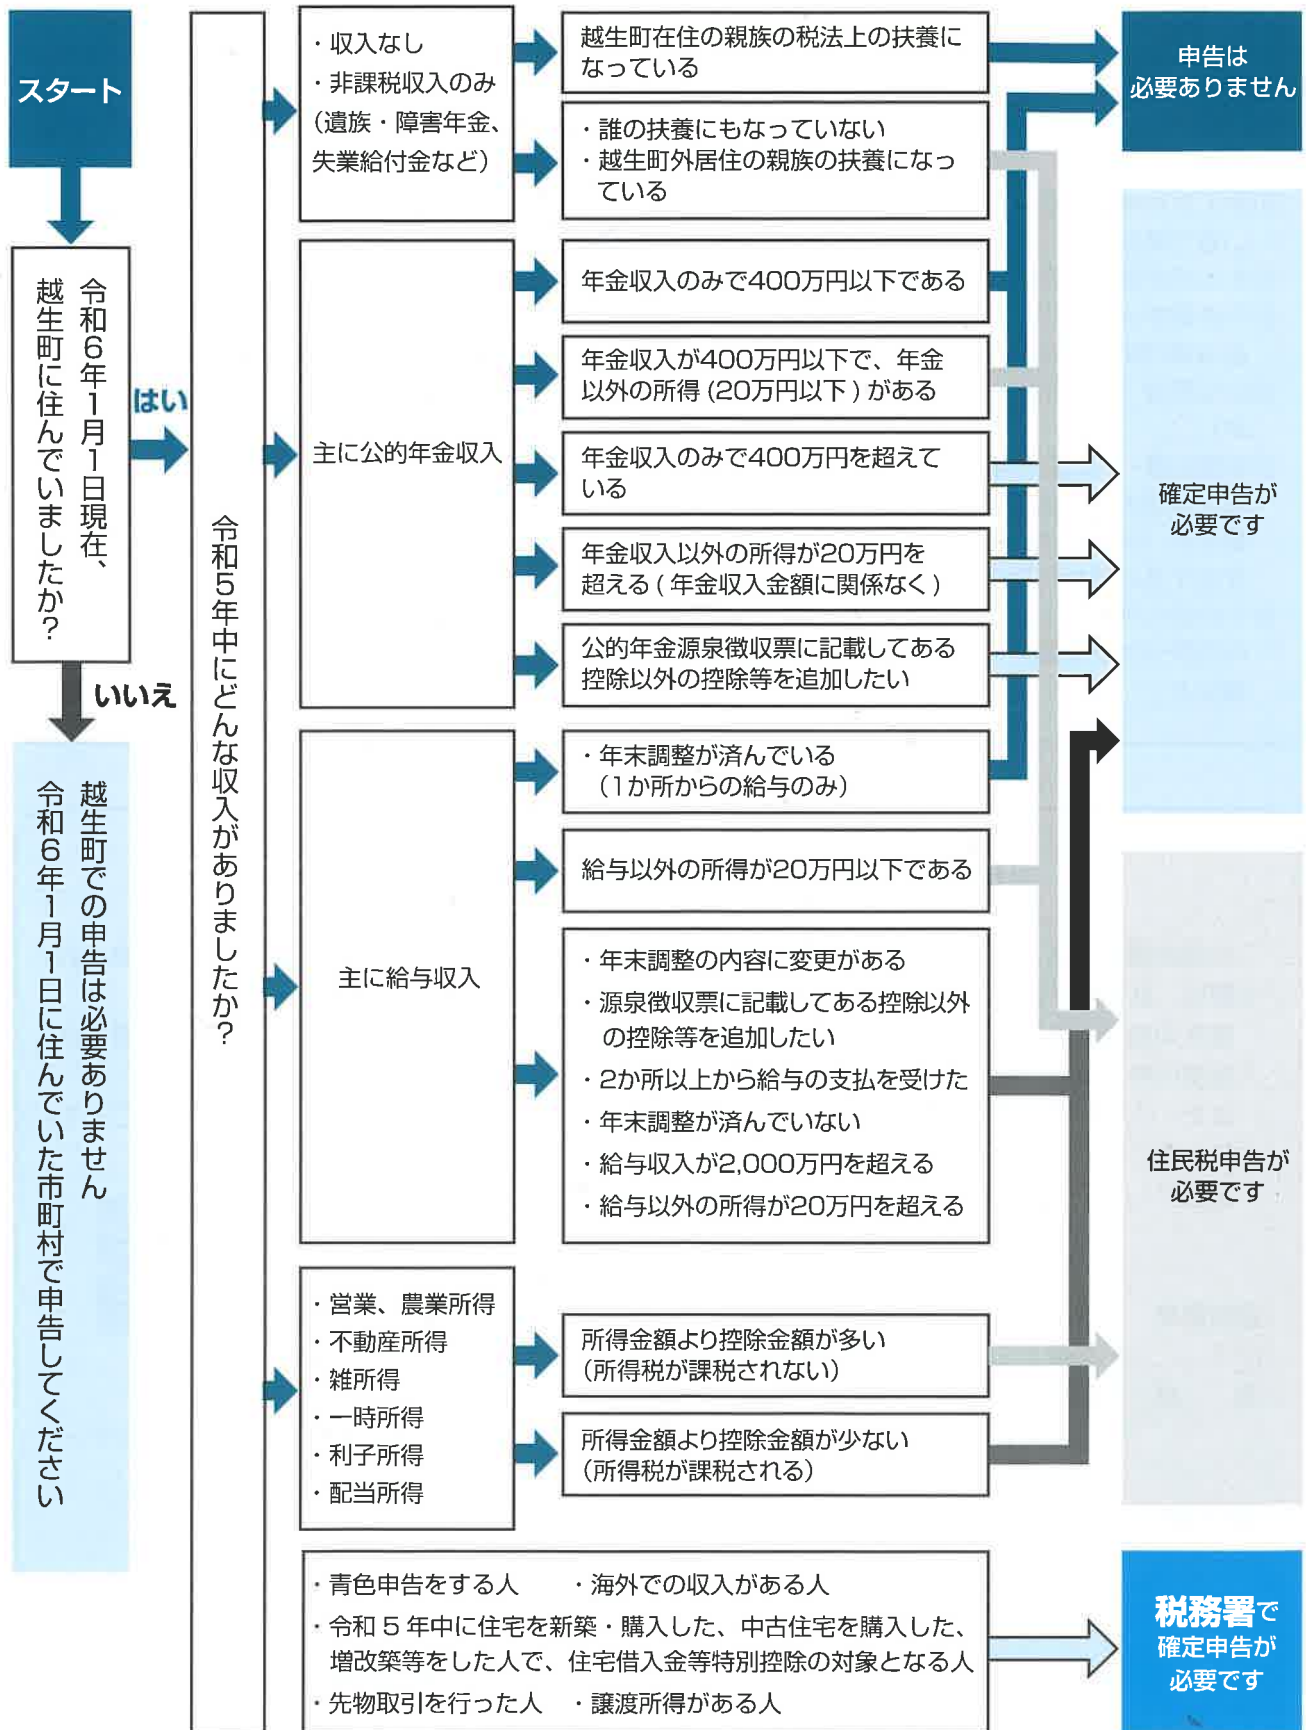 スタート
令和6年1月1日現在、
越生町に住んでいましたか?
はい
いいえ
越生町での申告は必要ありません
令和6年1月1日に住んでいた市町村で申告してください
令和5年中にどんな収入がありましたか?
・収入なし
・非課税収入のみ
(遺族・障害年金、
失業給付金など)
越生町在住の親族の税法上の扶養に
なっている
・誰の扶養にもなっていない
・越生町外居住の親族の扶養になっ
ている
主に公的年金収入
年金収入のみで400万円以下である
年金収入が400万円以下で、年金
以外の所得(20万円以下)がある
年金収入のみで400万円を超えて
いる
年金収入以外の所得が20万円を
超える(年金収入金額に関係なく)
公的年金源泉徴収票に記載してある
控除以外の控除等を追加したい
主に給与収入
・年末調整が済んでいる
(1か所からの給与のみ)
給与以外の所得が20万円以下である
・年末調整の内容に変更がある
・源泉徴収票に記載してある控除以外
の控除等を追加したい
・2か所以上から給与の支払を受けた
・年末調整が済んでいない
・給与収入が2,000万円を超える
・給与以外の所得が20万円を超える
・営業、農業所得
・不動産所得
・雑所得
・一時所得
・利子所得
・配当所得
所得金額より控除金額が多い
(所得税が課税されない)
所得金額より控除金額が少ない
(所得税が課税される)
・青色申告をする人 ・海外での収入がある人
・令和5年中に住宅を新築・購入した、中古住宅を購入した、
増改築等をした人で、住宅借入金等特別控除の対象となる人
・先物取引を行った人 ・譲渡所得がある人
申告は
必要ありません
確定申告が
必要です
住民税申告が
必要です
税務署で
確定申告が
必要です